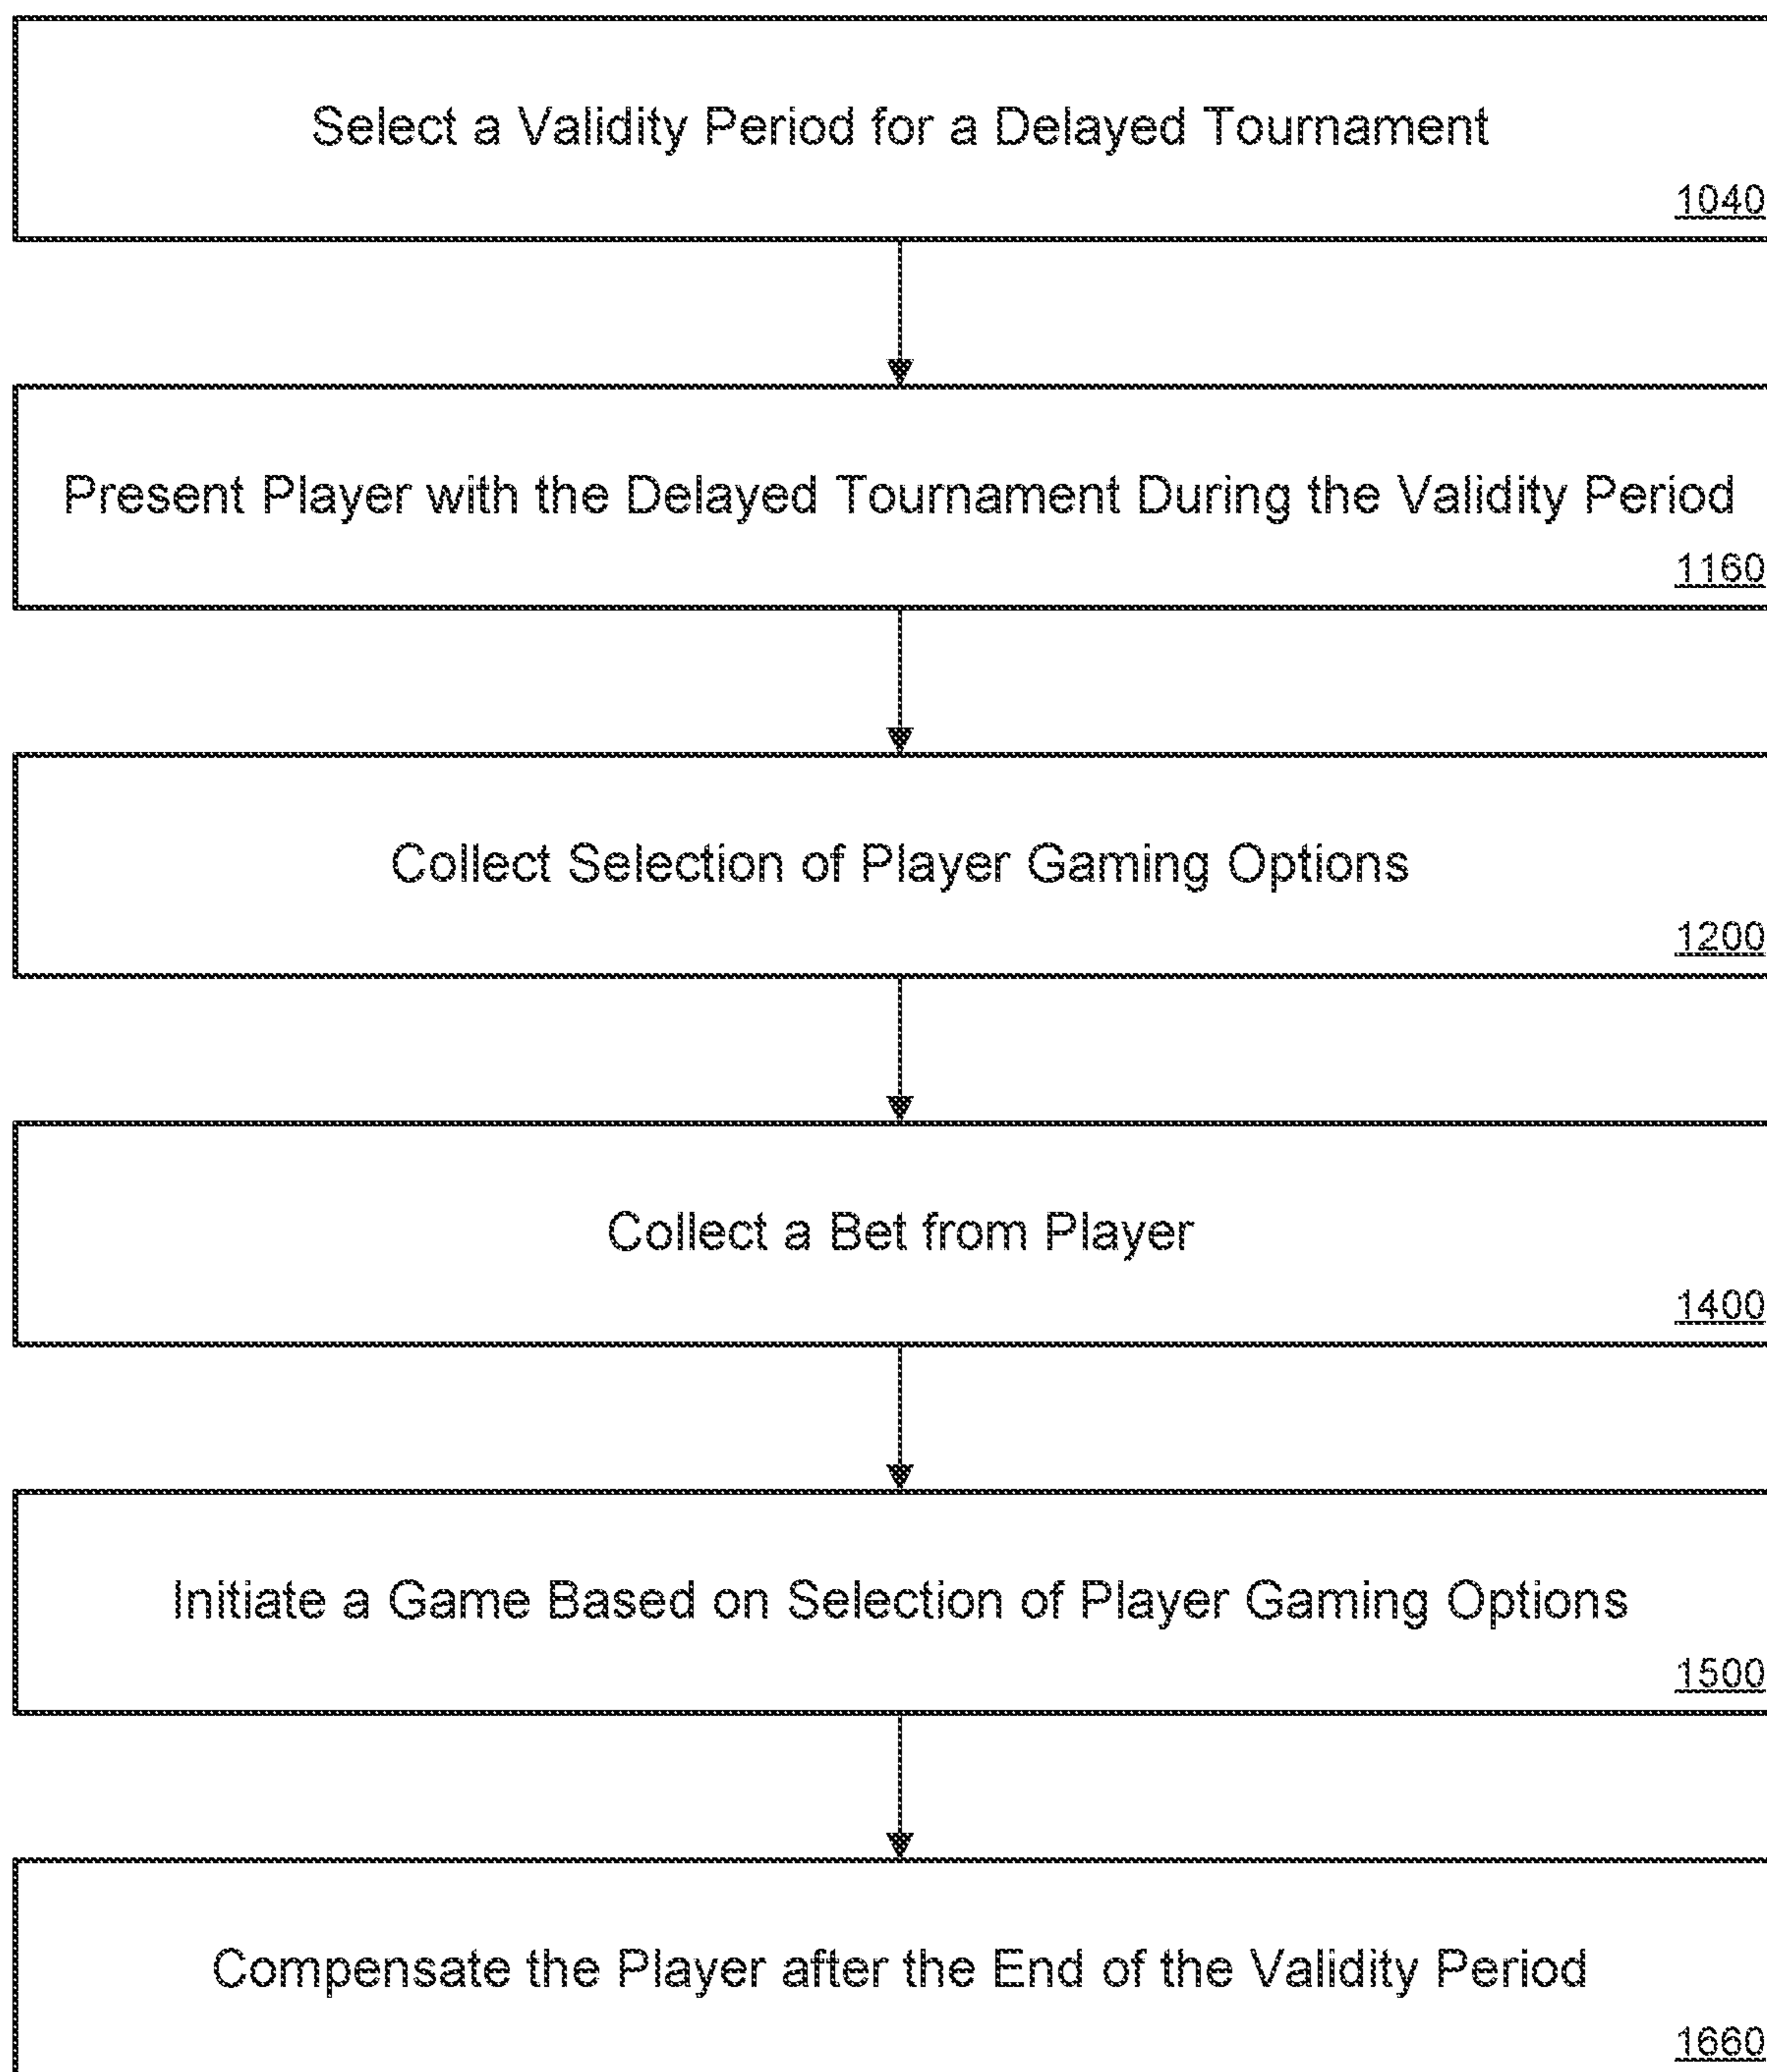 Select a Validity Period for a Delayed Tournament
1040
Present Player with the Delayed Tournament During the Validity Period
1160
Collect Selection of Player Gaming Options
1200
Collect a Bet from Player
1400
Initiate a Game Based on Selection of Player Gaming Options
1500
Compensate the Player after the End of the Validity Period
1660